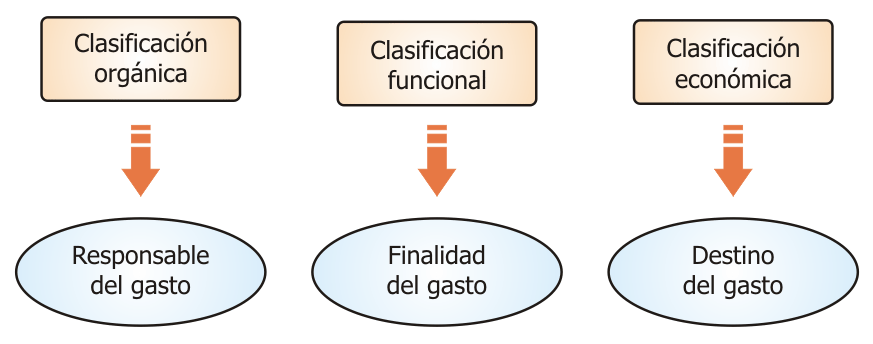 Clasificación
orgánica
Clasificación
funcional
Clasificación
económica
Responsable
del gasto
Finalidad
del gasto
Destino
del gasto